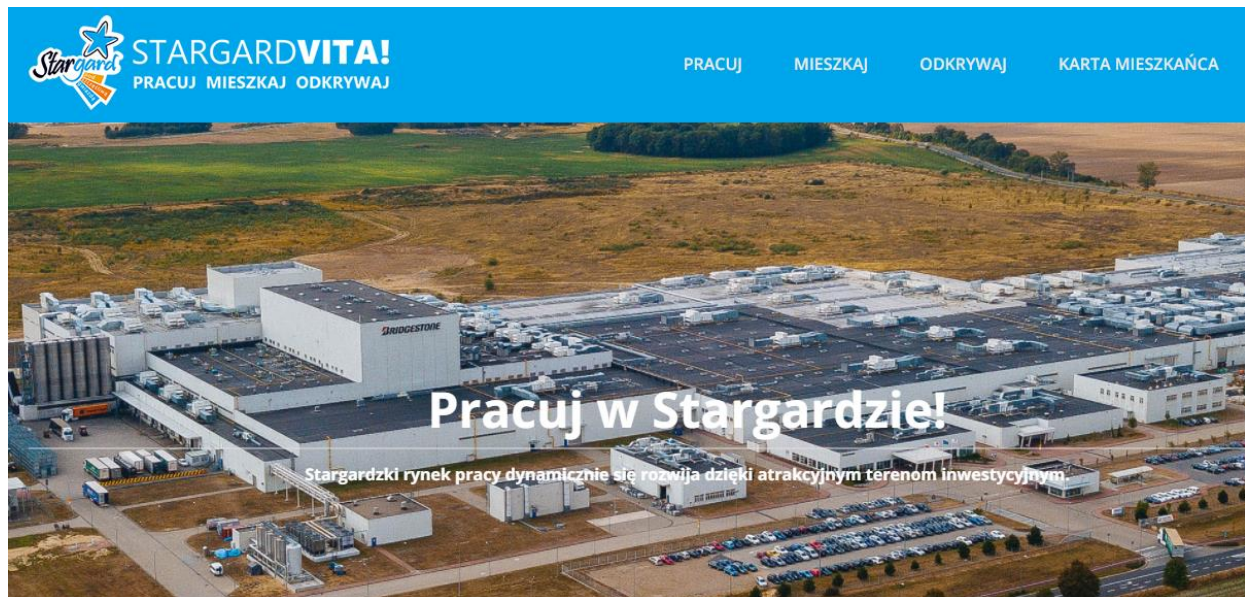 Stargard
STARGARDVITA!
PRACUJ MIESZKAJ ODKRYWAJ
PRACUJ
MIESZKAJ
ODKRYWAJ
KARTA MIESZKAŃCA
BRIDGESTONE
Pracuj w Stargardzie!
Stargardzki rynek pracy dynamicznie się rozwija dzięki atrakcyjnym terenom inwestycyjnym.